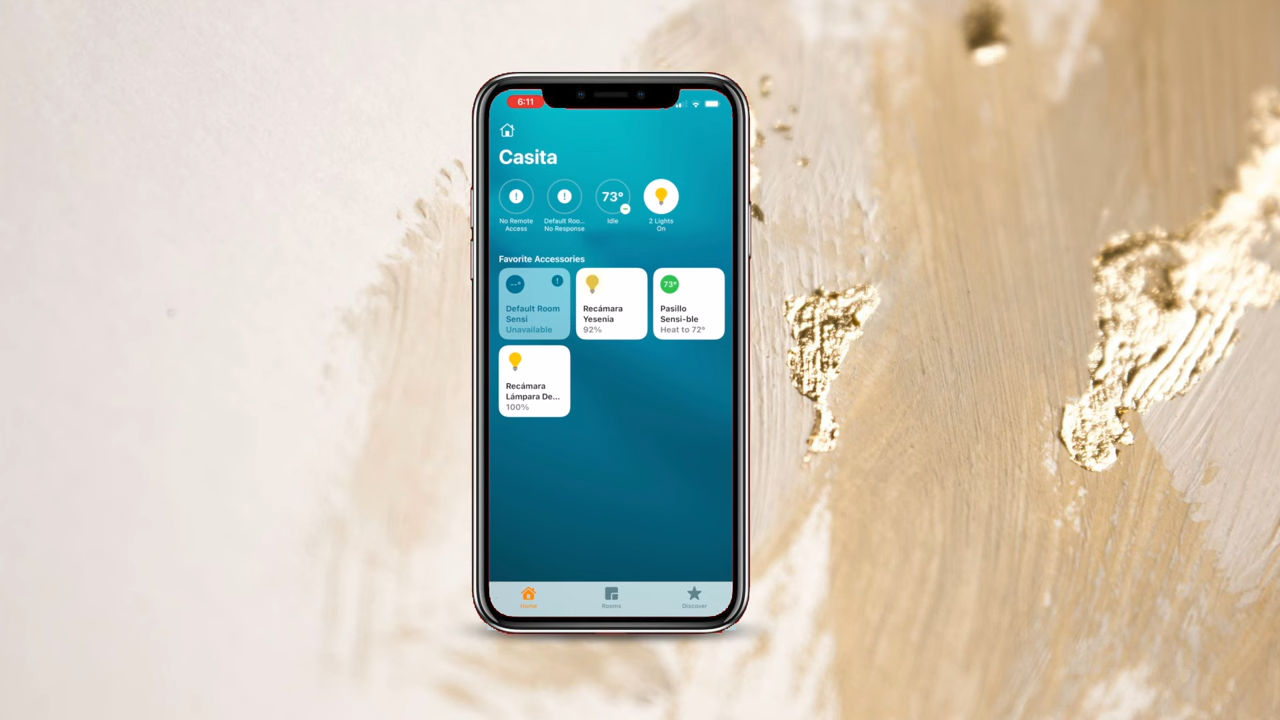 6:11
Casita
73°
No Remote
Access
Default Roo...
No Response
Idle
2 Lights
On
Favorite Accessories
--°
Default Room
Sensi
Unavailable
Recámara
Yesenia
92%
73°
Pasillo
Sensi-ble
Heat to 72°
Recámara
Lámpara De...
100%
Home
Rooms
Discover